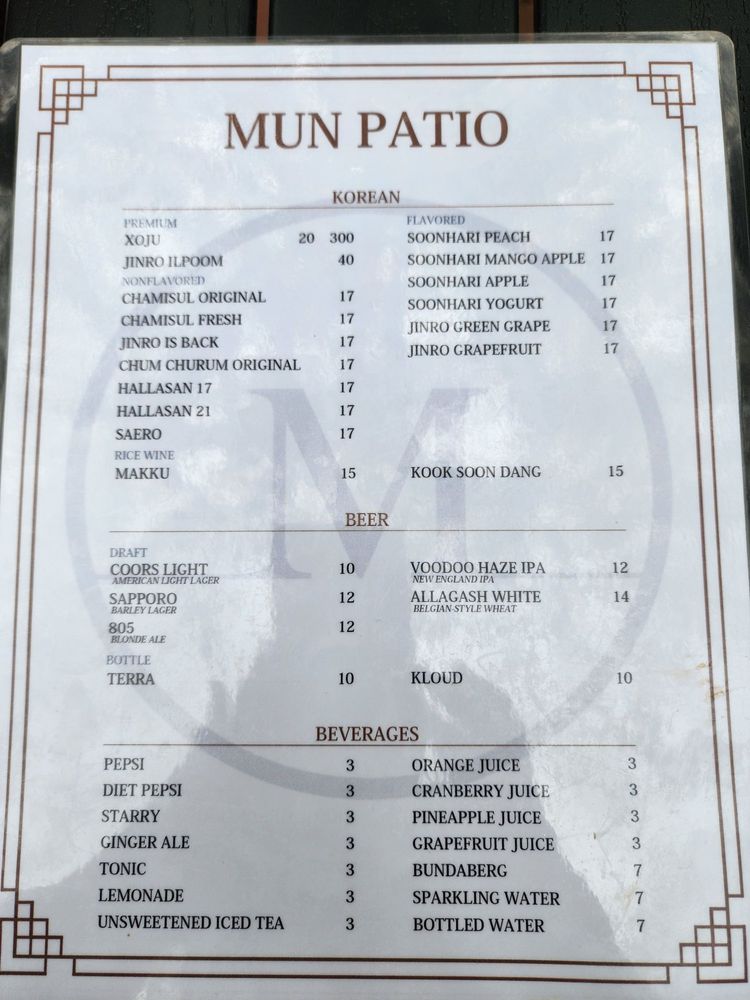 MUN PATIO
KOREAN
PREMIUM
XOJU 20 300
JINRO ILPOOM 40
NONFLAVORED
CHAMISUL ORIGINAL 17
CHAMISUL FRESH 17
JINRO IS BACK 17
CHUM CHURUM ORIGINAL 17
HALLASAN 17 17
HALLASAN 21 17
SAERO 17
FLAVORED
SOONHARI PEACH 17
SOONHARI MANGO APPLE 17
SOONHARI APPLE 17
SOONHARI YOGURT 17
JINRO GREEN GRAPE 17
JINRO GRAPEFRUIT 17
RICE WINE
MAKKU 15
KOOK SOON DANG 15
M
BEER
DRAFT
COORS LIGHT 10
AMERICAN LIGHT LAGER
SAPPORO 12
BARLEY LAGER
805 12
BLONDE ALE
VOODOO HAZE IPA 12
NEW ENGLAND IPA
ALLAGASH WHITE 14
BELGIAN-STYLE WHEAT
BOTTLE
TERRA 10
KLOUD 10
BEVERAGES
PEPSI 3
DIET PEPSI 3
STARRY 3
GINGER ALE 3
TONIC 3
LEMONADE 3
UNSWEETENED ICED TEA 3
ORANGE JUICE 3
CRANBERRY JUICE 3
PINEAPPLE JUICE 3
GRAPEFRUIT JUICE 3
BUNDABERG 7
SPARKLING WATER 7
BOTTLED WATER 7